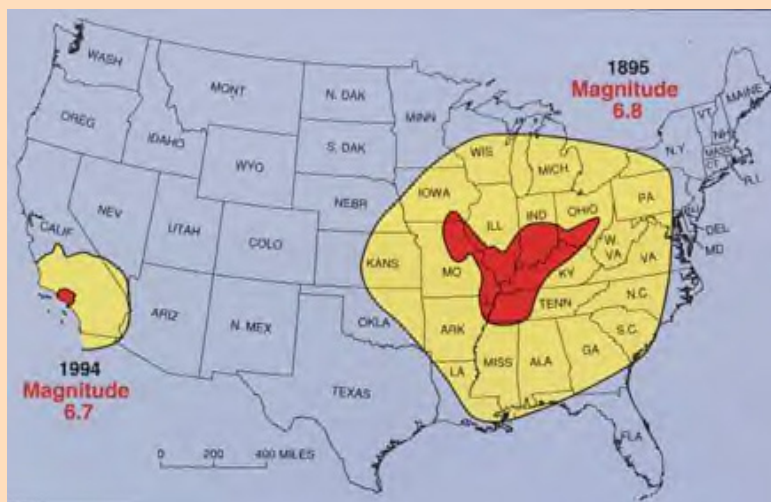 WASH
MONT
N. DAK
MINN
OREG
IDAHO
S. DAK
WYO
WIS
MICH
1895
Magnitude
6.8
MAINE
VT.
NH
N.Y.
MASS
CT.
R.I.
NEBR
IOWA
NEV
UTAH
COLO
CALIF
ILL
IND
OHIO
PA
NJ
DEL
MD
W.
VA
VA
KANS
MO
KY
ARIZ
N. MEX
OKLA
ARK
TENN
N.C.
S.C.
MISS
ALA
GA
LA
TEXAS
FLA
1994
Magnitude
6.7
0 200 400 MILES